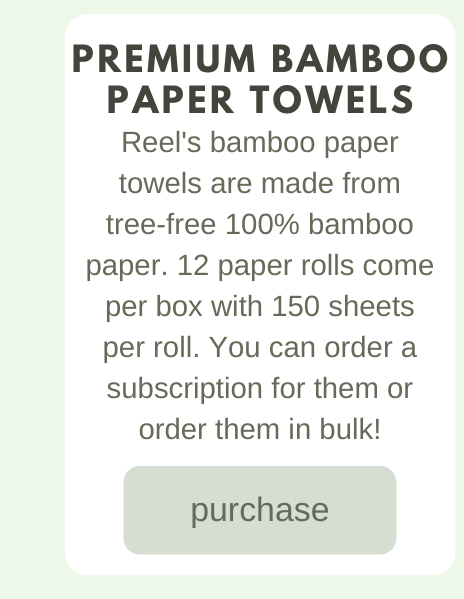 PREMIUM BAMBOO
PAPER TOWELS
Reel's bamboo paper
towels are made from
tree-free 100% bamboo
paper. 12 paper rolls come
per box with 150 sheets
per roll. You can order a
subscription for them or
order them in bulk!
purchase